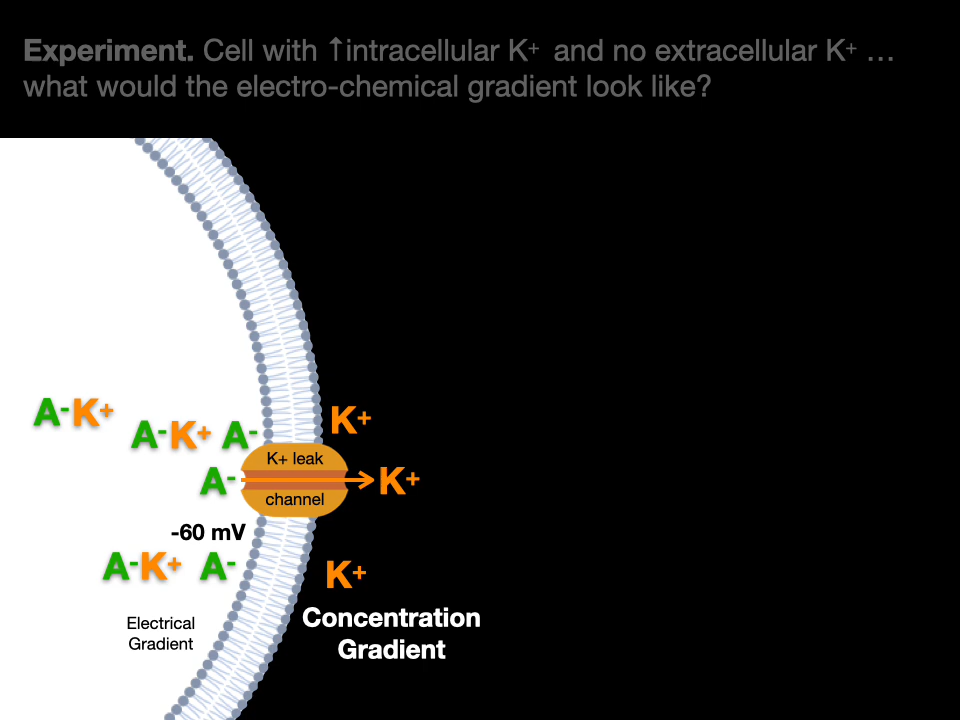 Experiment. Cell with ↑intracellular K⁺ and no extracellular K⁺ …
what would the electro-chemical gradient look like?
A⁻K⁺
A⁻K⁺ A⁻
K⁺
K+ leak
A⁻
K⁺
channel
-60 mV
A⁻K⁺ A⁻
K⁺
Electrical
Gradient
Concentration
Gradient